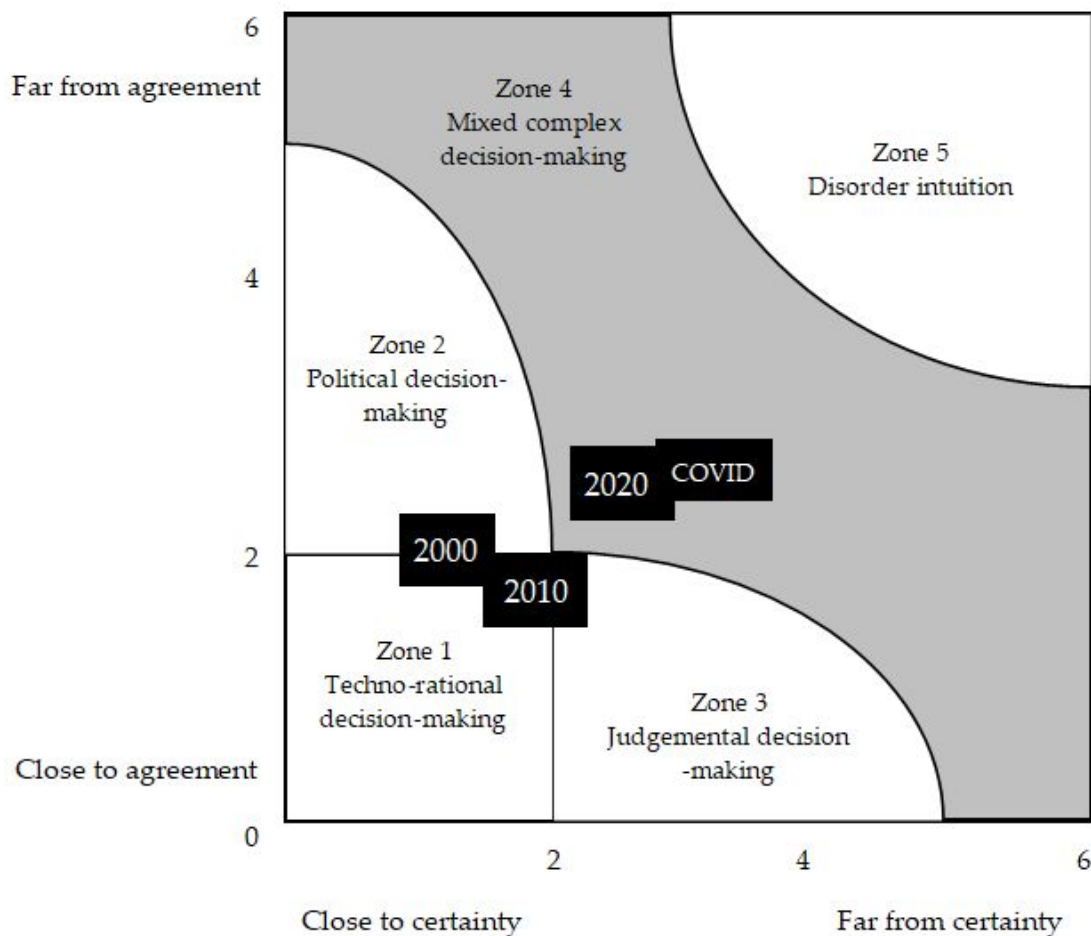 6
Far from agreement
Zone 4
Mixed complex
decision-making
Zone 5
Disorder intuition
4
Zone 2
Political decision-
making
2020
COVID
2
2000
2010
Zone 1
Techno-rational
decision-making
Zone 3
Judgemental decision
-making
Close to agreement
0
2
4
6
Close to certainty
Far from certainty